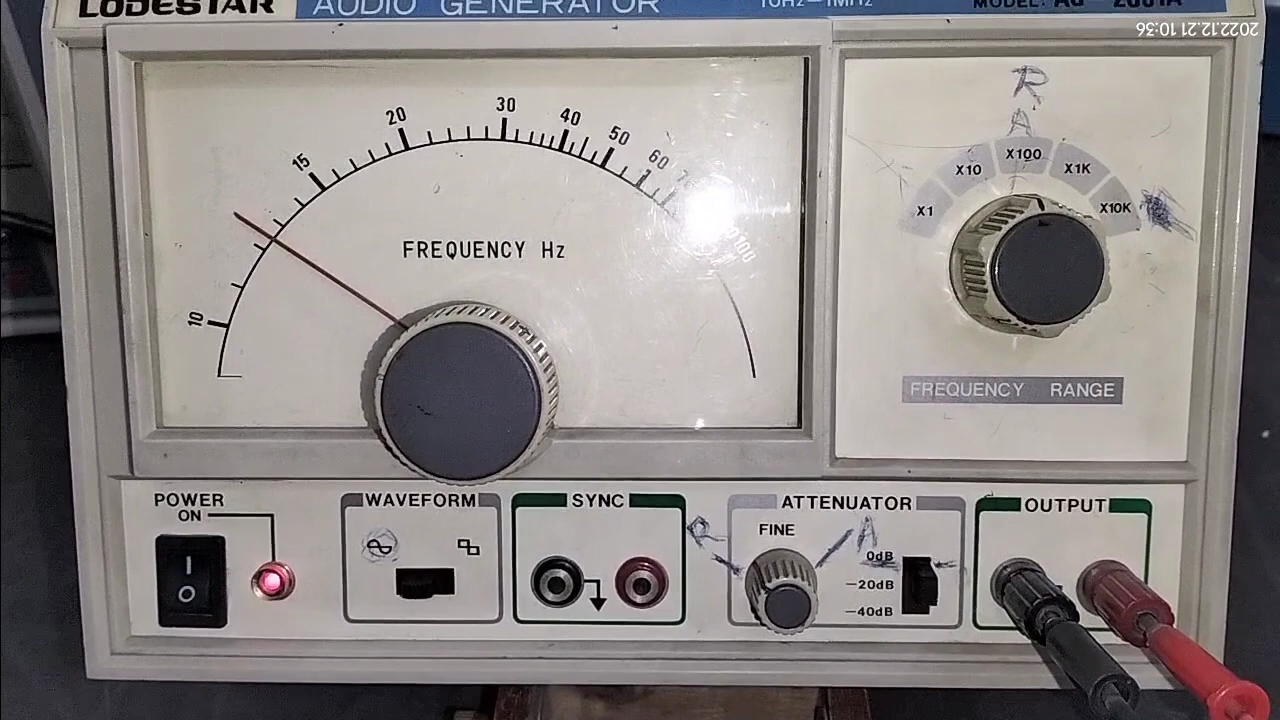 LODESTAR AUDIO GENERATOR 10Hz-1MHz MODEL: AG-2601A
2022.12.21 10:36
10 15 20 30 40 50 60 100
FREQUENCY Hz
R
A
X1 X10 X100 X1K X10K
FREQUENCY RANGE
POWER
ON
I
O
WAVEFORM
SYNC
ATTENUATOR
FINE
R
A
0dB
-20dB
-40dB
OUTPUT